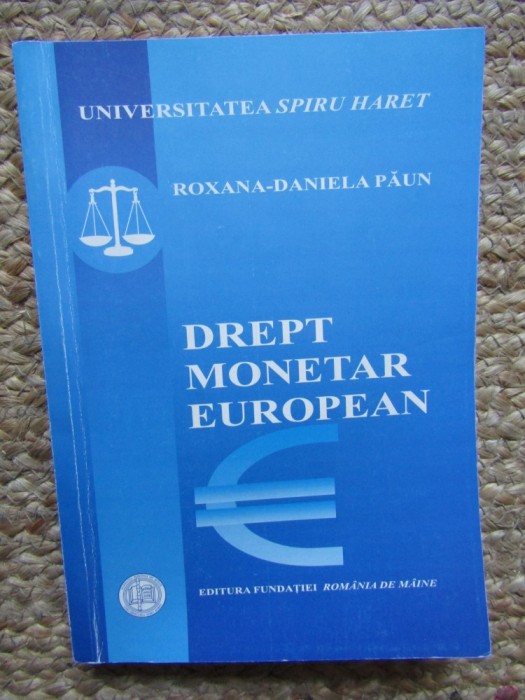 UNIVERSITATEA SPIRU HARET
ROXANA-DANIELA PĂUN
DREPT
MONETAR
EUROPEAN
€
EDITURA FUNDAȚIEI ROMÂNIA DE MÂINE